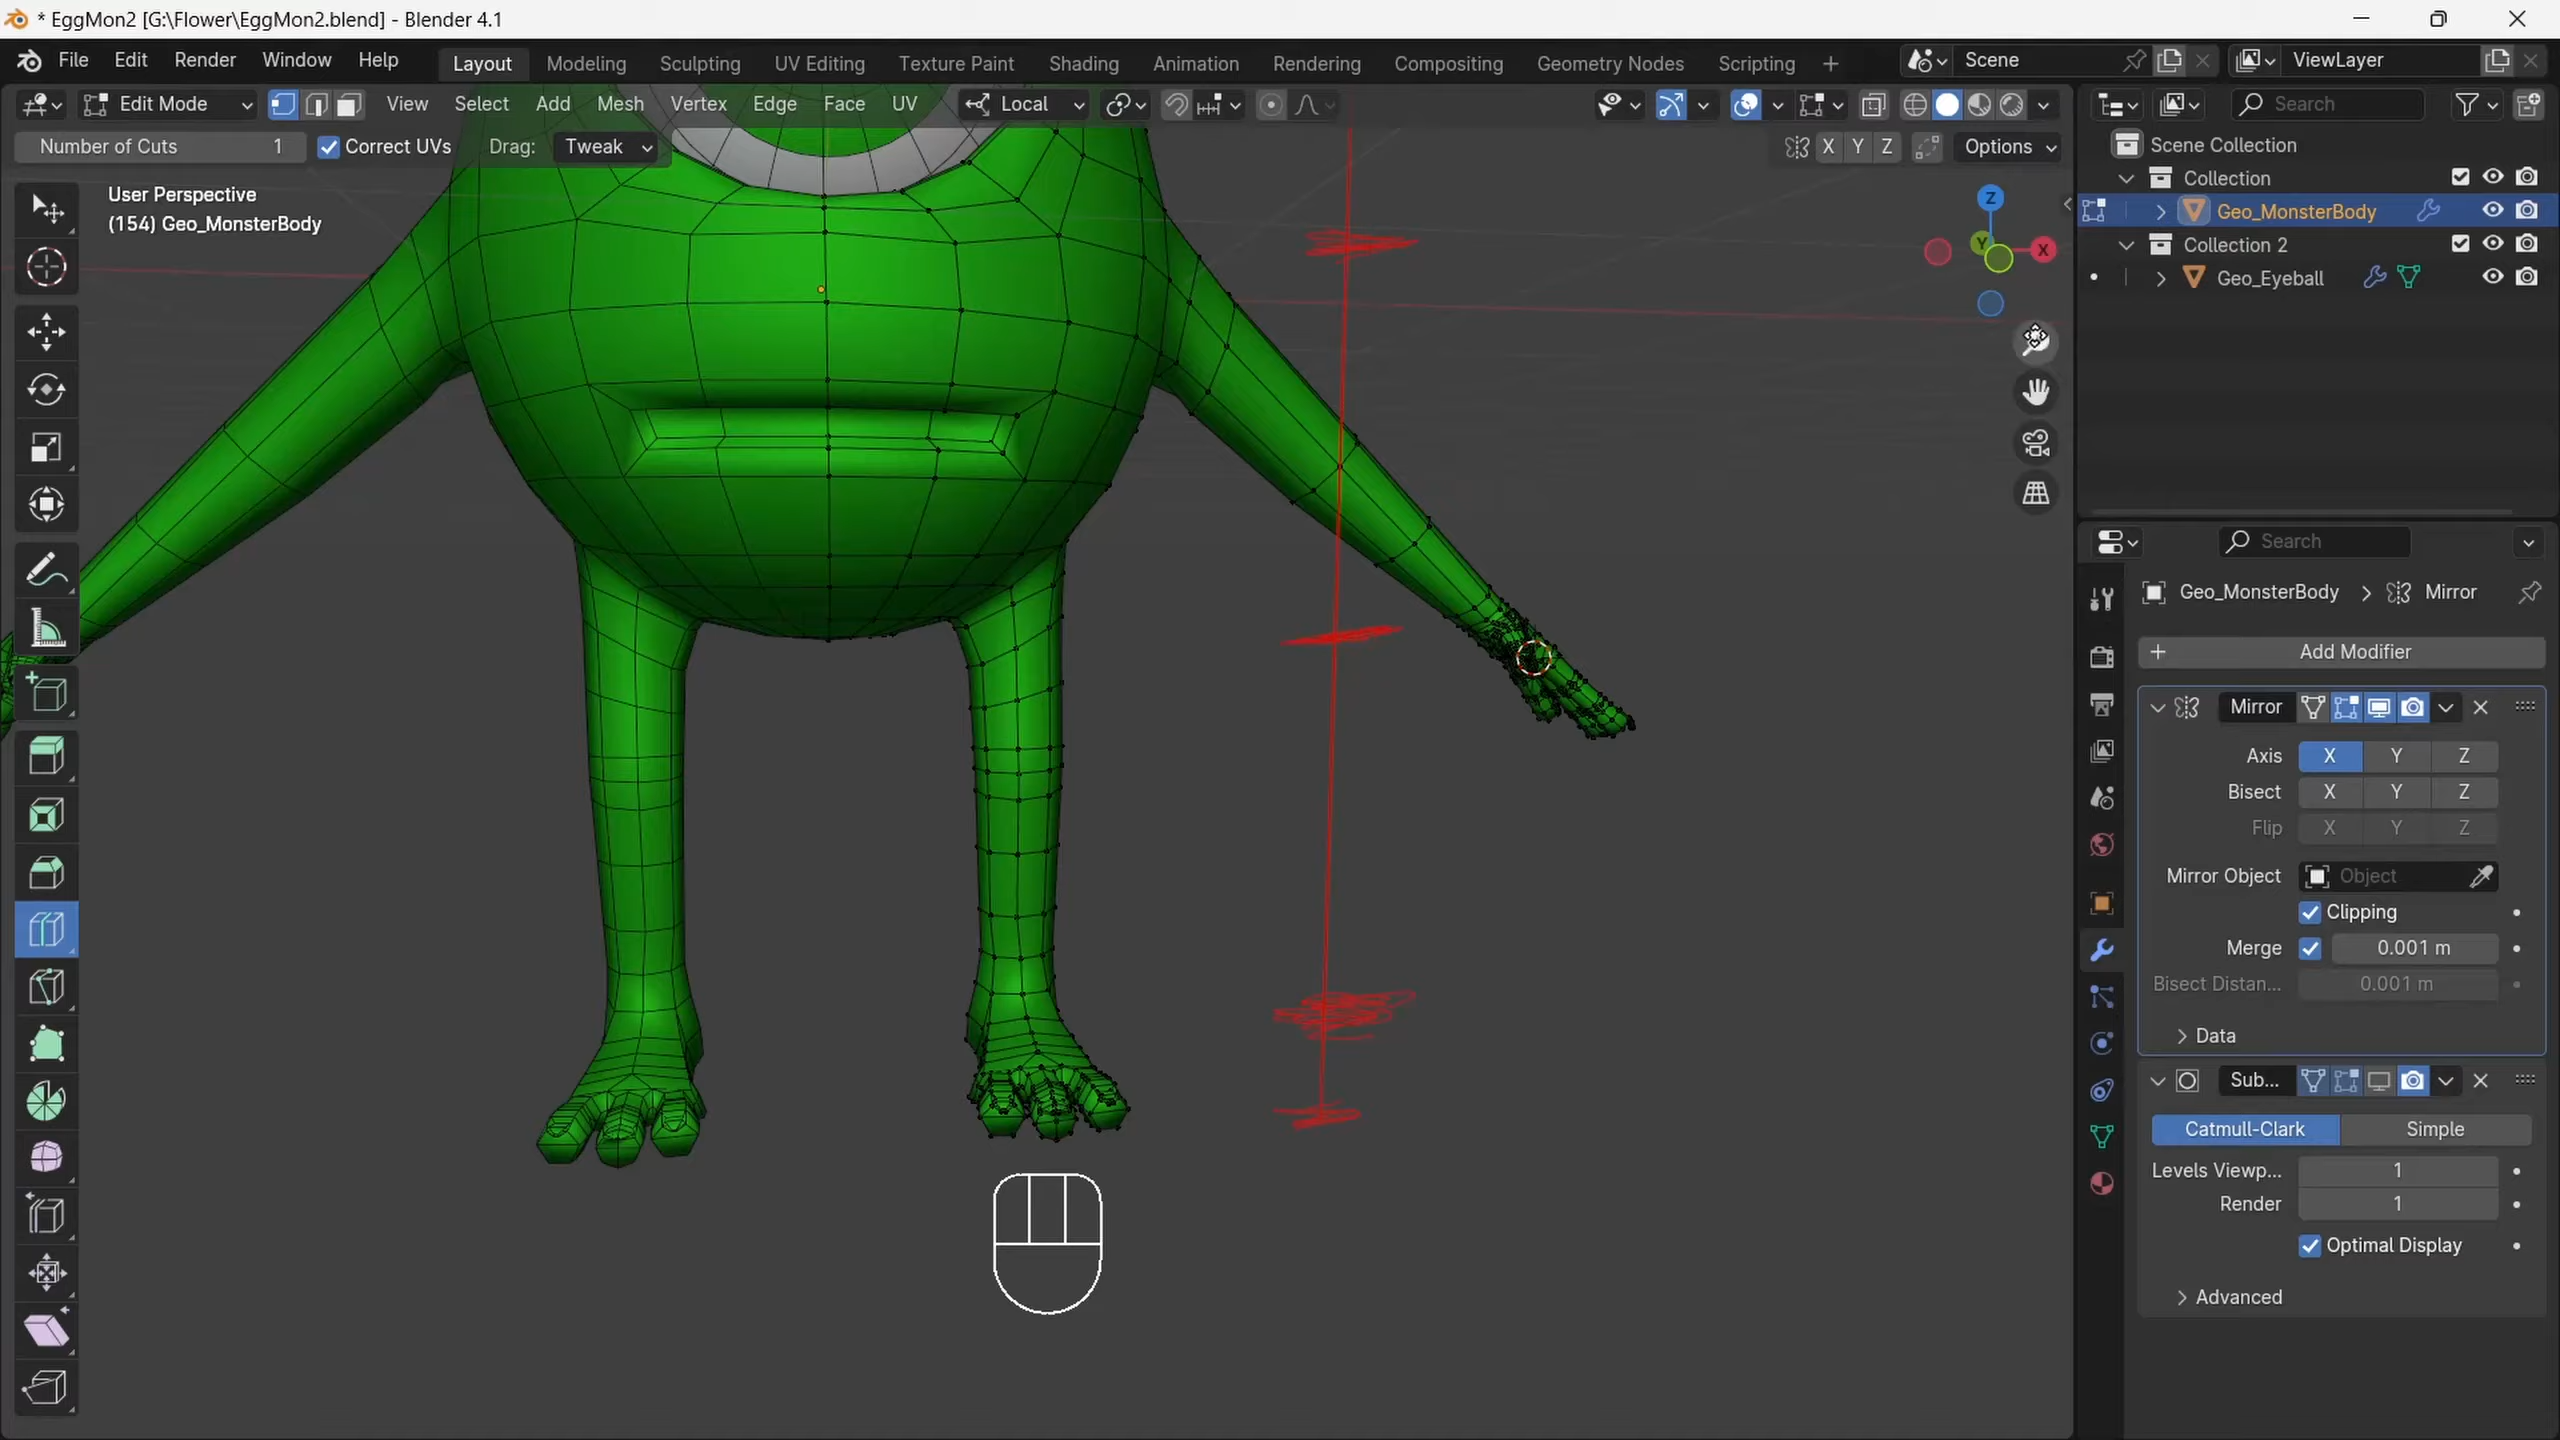 * EggMon2 [G:\Flower\EggMon2.blend] - Blender 4.1
File Edit Render Window Help Layout Modeling Sculpting UV Editing Texture Paint Shading Animation Rendering Compositing Geometry Nodes Scripting + Scene ViewLayer
Edit Mode View Select Add Mesh Vertex Edge Face UV Local Search
Number of Cuts 1 Correct UVs Drag: Tweak X Y Z Options
Scene Collection
Collection
User Perspective
(154) Geo_MonsterBody
Z
Y
X
Geo_MonsterBody
Collection 2
Geo_Eyeball
Search
Geo_MonsterBody > Mirror
+ Add Modifier
Mirror
Axis X Y Z
Bisect X Y Z
Flip X Y Z
Mirror Object Object
Clipping
Merge 0.001 m
Bisect Distan... 0.001 m
Data
Sub...
Catmull-Clark Simple
Levels Viewp... 1
Render 1
Optimal Display
Advanced